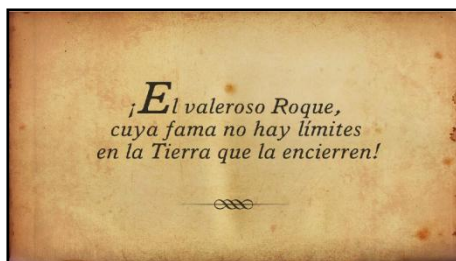 ¡El valeroso Roque,
cuya fama no hay límites
en la Tierra que la encierren!